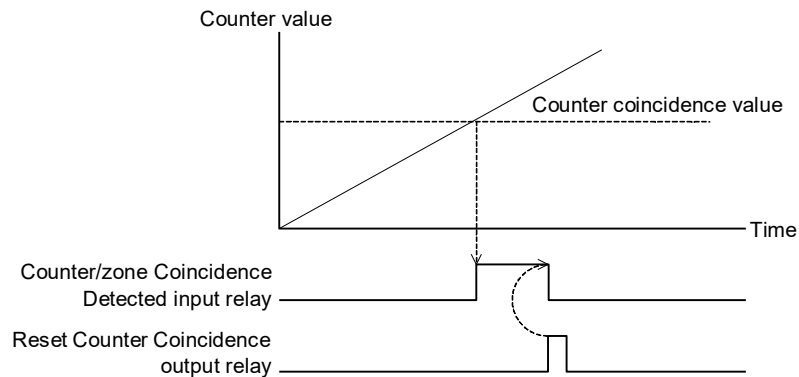 Counter value
Counter coincidence value
Time
Counter/zone Coincidence
Detected input relay
Reset Counter Coincidence
output relay